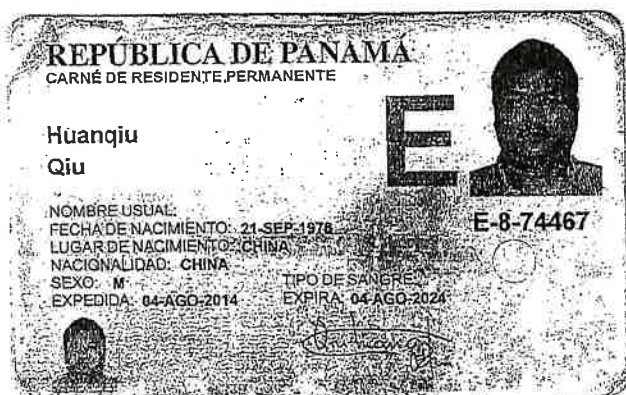 REPÚBLICA DE PANAMÁ
CARNÉ DE RESIDENTE PERMANENTE
Huanqiu
Qiu
E
NOMBRE USUAL:
FECHA DE NACIMIENTO: 21-SEP-1978
LUGAR DE NACIMIENTO: CHINA
NACIONALIDAD: CHINA
SEXO: M
TIPO DE SANGRE:
EXPEDIDA: 04-AGO-2014
EXPIRA: 04-AGO-2024
E-8-74467